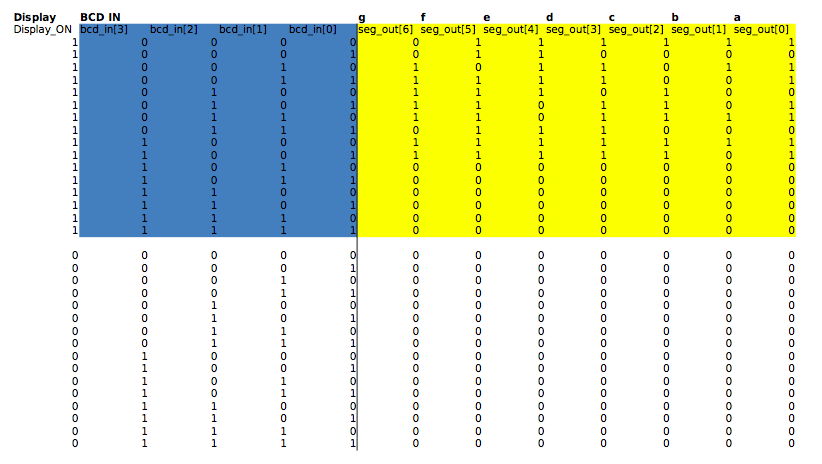 Display BCD IN g f e d c b a
Display_ON bcd_in[3] bcd_in[2] bcd_in[1] bcd_in[0] seg_out[6] seg_out[5] seg_out[4] seg_out[3] seg_out[2] seg_out[1] seg_out[0]
1 0 0 0 0 0 1 1 1 1 1 1
1 0 0 0 1 0 1 1 0 0 0 0
1 0 0 1 0 1 0 1 1 0 1 1
1 0 0 1 1 1 1 1 1 0 0 1
1 0 1 0 0 1 1 1 0 1 0 0
1 0 1 0 1 1 1 0 1 1 0 1
1 0 1 1 0 1 1 0 1 1 1 1
1 0 1 1 1 0 1 1 1 0 0 0
1 1 0 0 0 1 1 1 1 1 1 1
1 1 0 0 1 1 1 1 1 1 0 1
1 1 0 1 0 0 0 0 0 0 0 0
1 1 0 1 1 0 0 0 0 0 0 0
1 1 1 0 0 0 0 0 0 0 0 0
1 1 1 0 1 0 0 0 0 0 0 0
1 1 1 1 0 0 0 0 0 0 0 0
1 1 1 1 1 0 0 0 0 0 0 0
0 0 0 0 0 0 0 0 0 0 0 0
0 0 0 0 1 0 0 0 0 0 0 0
0 0 0 1 0 0 0 0 0 0 0 0
0 0 0 1 1 0 0 0 0 0 0 0
0 0 1 0 0 0 0 0 0 0 0 0
0 0 1 0 1 0 0 0 0 0 0 0
0 0 1 1 0 0 0 0 0 0 0 0
0 0 1 1 1 0 0 0 0 0 0 0
0 1 0 0 0 0 0 0 0 0 0 0
0 1 0 0 1 0 0 0 0 0 0 0
0 1 0 1 0 0 0 0 0 0 0 0
0 1 0 1 1 0 0 0 0 0 0 0
0 1 1 0 0 0 0 0 0 0 0 0
0 1 1 0 1 0 0 0 0 0 0 0
0 1 1 1 0 0 0 0 0 0 0 0
0 1 1 1 1 0 0 0 0 0 0 0